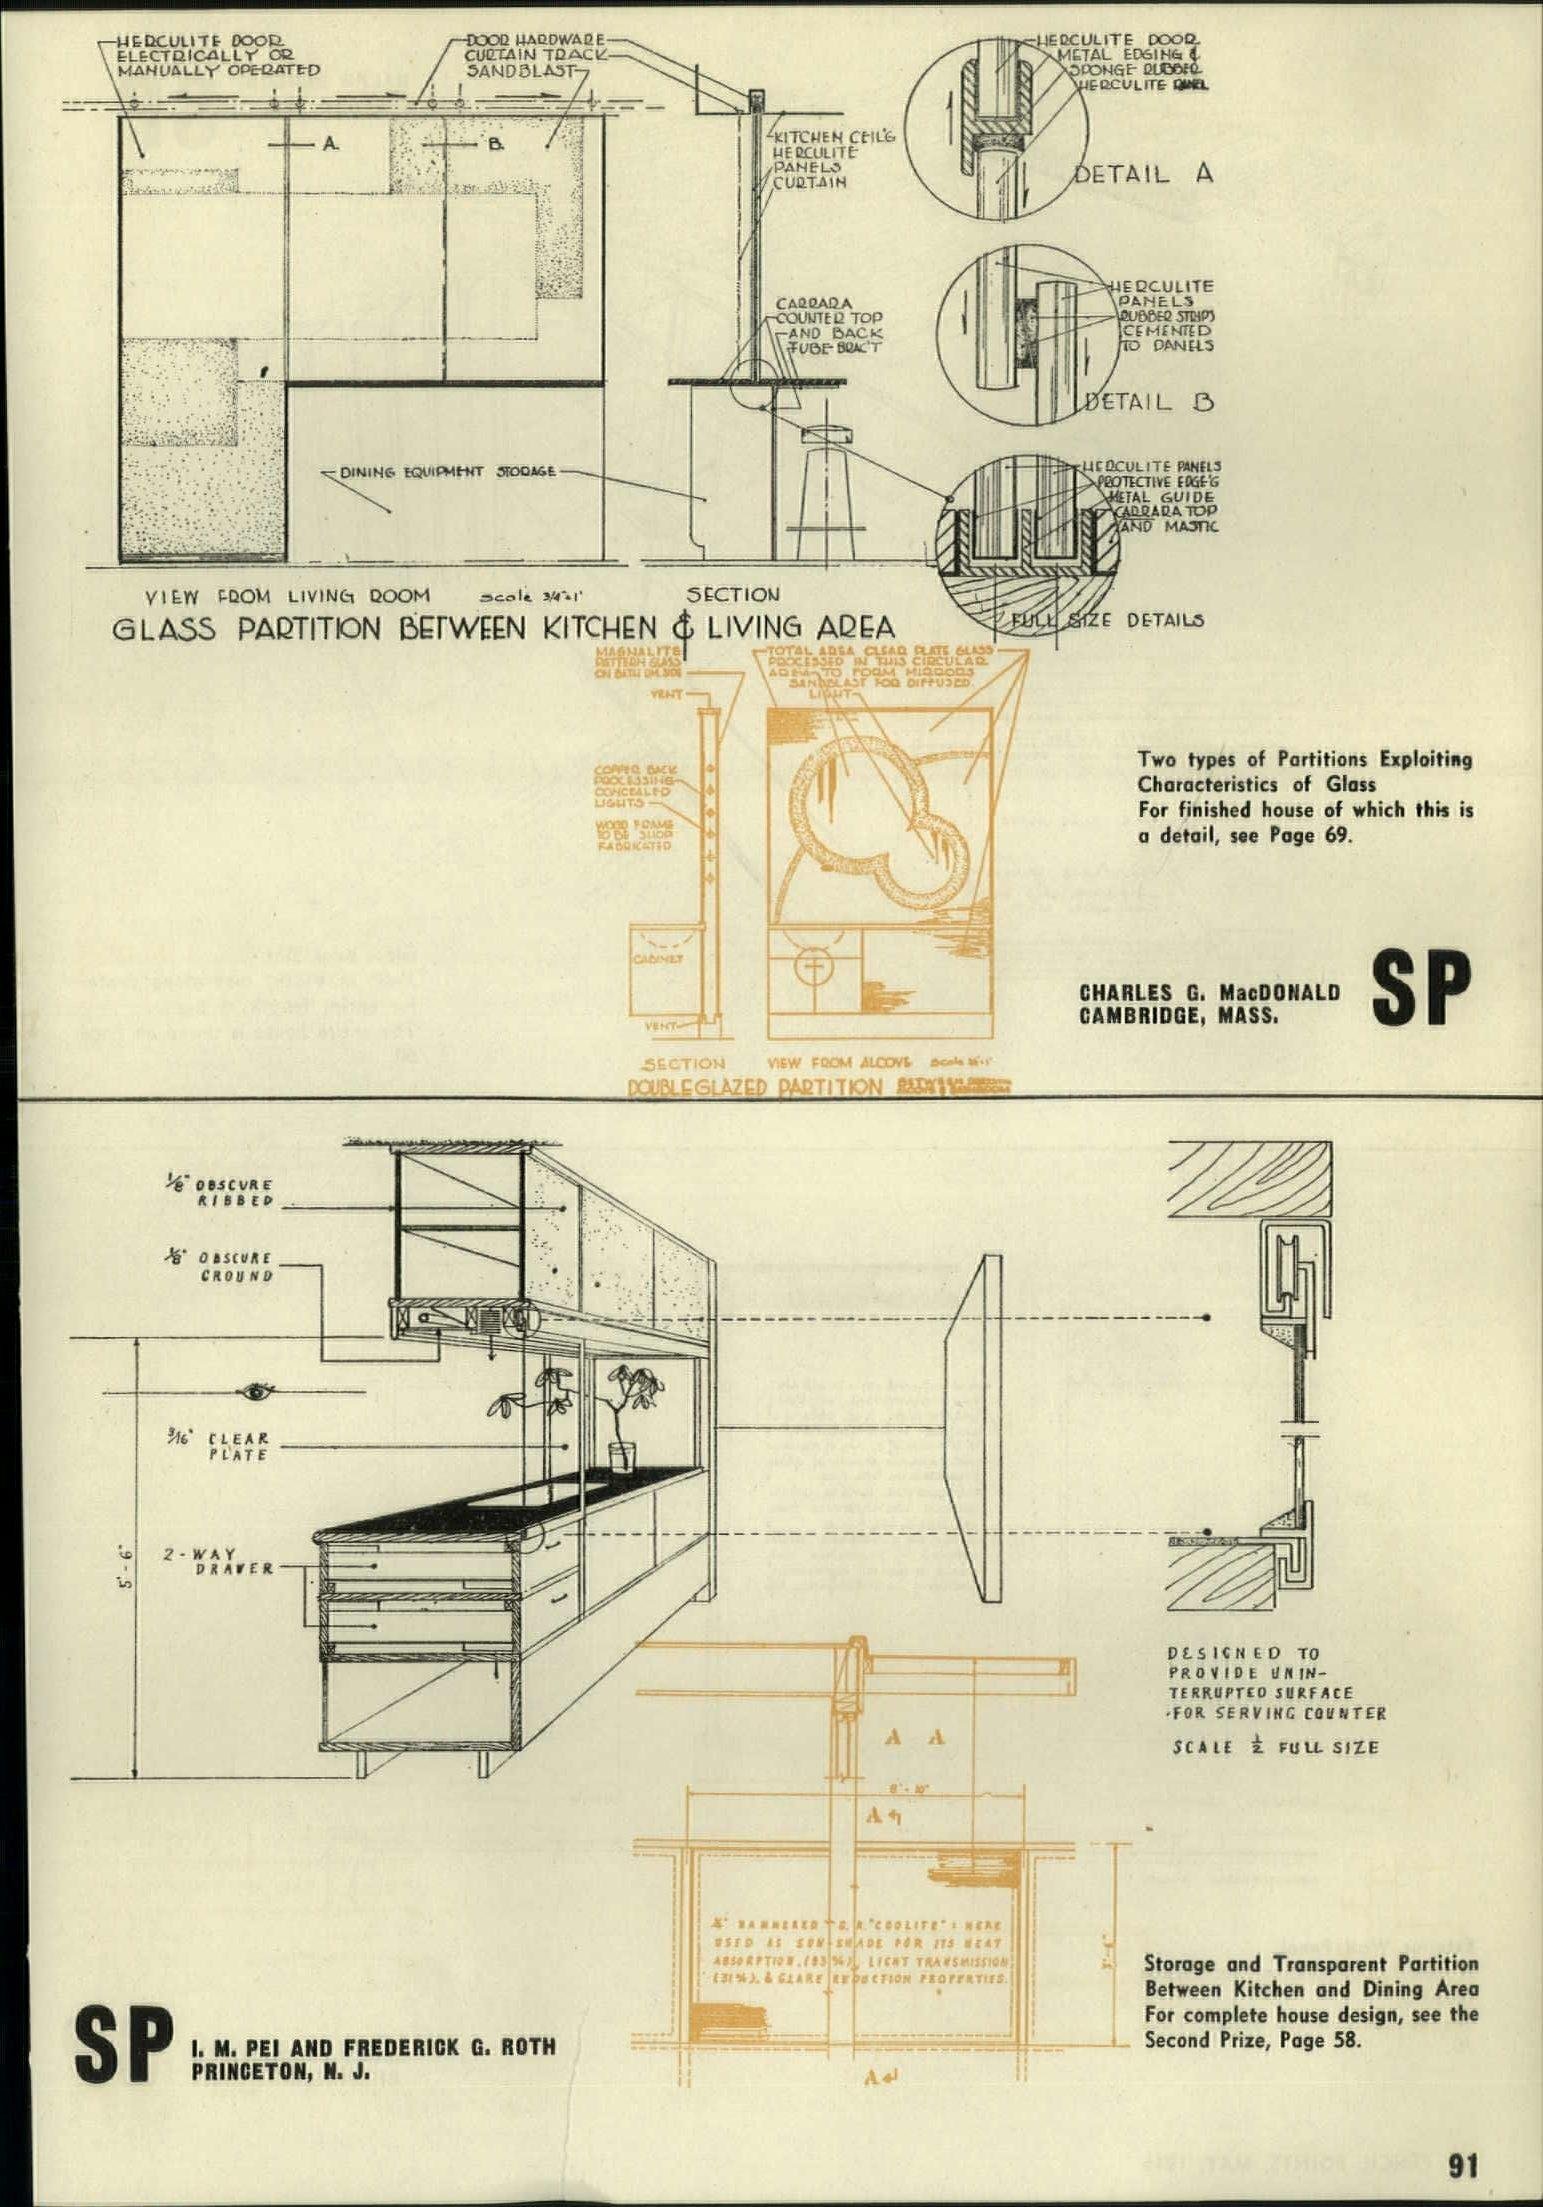 HERCULITE DOOR
ELECTRICALLY OR
MANUALLY OPERATED
DOOR HARDWARE
CURTAIN TRACK
SANDBLAST
A.
B.
KITCHEN CEIL'G
HERCULITE
PANELS
CURTAIN
CARRARA
COUNTER TOP
AND BACK
TUBE BRAC'T
DINING EQUIPMENT STORAGE
HERCULITE DOOR
METAL EDGING &
SPONGE RUBBER
HERCULITE PANEL
DETAIL A
HERCULITE
PANELS
RUBBER STRIPS
CEMENTED
TO PANELS
DETAIL B
HERCULITE PANELS
PROTECTIVE EDGE'G
METAL GUIDE
CARRARA TOP
AND MASTIC
FULL SIZE DETAILS
VIEW FROM LIVING ROOM scale 3/4"=1'
SECTION
GLASS PARTITION BETWEEN KITCHEN & LIVING AREA
MAGNALITE
PATTERN GLASS
ON BATH RM. SIDE
VENT
COPPER BACK
PROCESSING
CONCEALED
LIGHTS
WOOD FRAME
TO BE SHOP
FABRICATED
CABINET
VENT
TOTAL AREA CLEAR PLATE GLASS
PROCESSED IN THIS CIRCULAR
AREA TO FORM MIRRORS
SANDBLAST FOR DIFFUSED
LIGHT
SECTION
VIEW FROM ALCOVE Scale
DOUBLE GLAZED PARTITION BETWEEN
Two types of Partitions Exploiting
Characteristics of Glass
For finished house of which this is
a detail, see Page 69.
CHARLES G. MacDONALD
CAMBRIDGE, MASS.
SP
1/8" OBSCURE
RIBBED
1/8" OBSCURE
GROUND
3/16" CLEAR
PLATE
2-WAY
DRAWER
5'-6"
DESIGNED TO
PROVIDE UNIN-
TERRUPTED SURFACE
FOR SERVING COUNTER
SCALE ½ FULL SIZE
A A
8'-10"
A
HAMMERED "COOLITE": HERE
USED AS SUN-SHADE FOR ITS HEAT
ABSORPTION, (93%), LIGHT TRANSMISSION
(31%), & GLARE REDUCTION PROPERTIES.
A
Storage and Transparent Partition
Between Kitchen and Dining Area
For complete house design, see the
Second Prize, Page 58.
SP
I. M. PEI AND FREDERICK G. ROTH
PRINCETON, N. J.
91